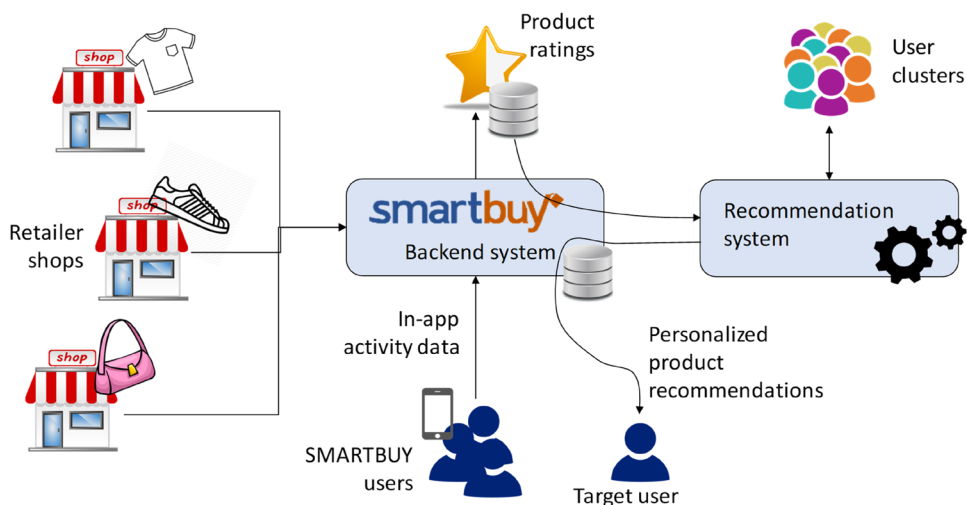 shop
Product
ratings
User
clusters
shop
Retailer
shops
smartbuy
Backend system
Recommendation
system
In-app
activity data
Personalized
product
recommendations
shop
SMARTBUY
users
Target user